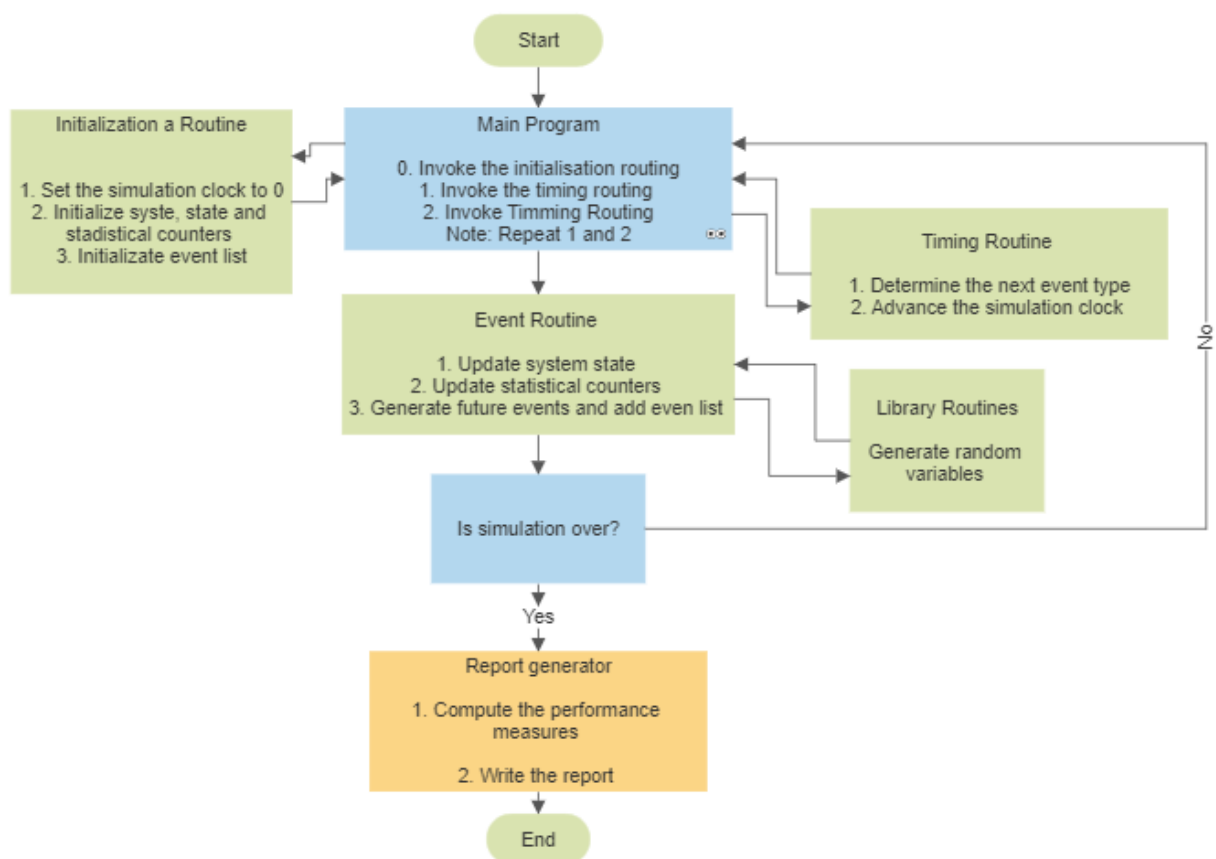 Start
Initialization a Routine
1. Set the simulation clock to 0
2. Initialize syste, state and
stadistical counters
3. Initializate event list
Main Program
0. Invoke the initialisation routing
1. Invoke the timing routing
2. Invoke Timming Routing
Note: Repeat 1 and 2
Timing Routine
1. Determine the next event type
2. Advance the simulation clock
Event Routine
1. Update system state
2. Update statistical counters
3. Generate future events and add even list
Library Routines
Generate random
variables
No
Is simulation over?
Yes
Report generator
1. Compute the performance
measures
2. Write the report
End